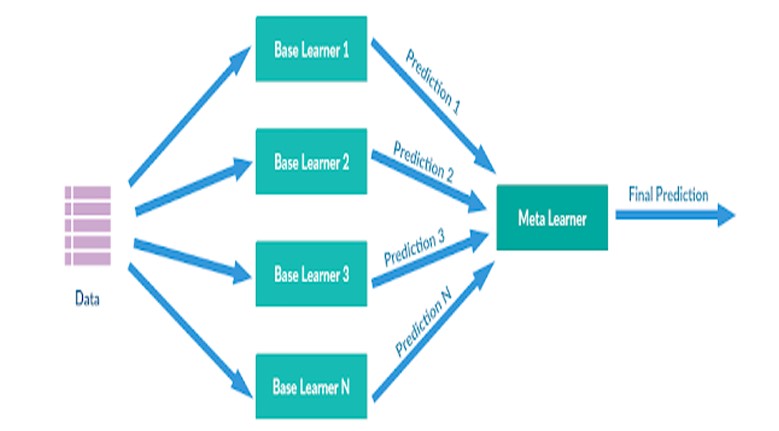 Data
Base Learner 1
Base Learner 2
Base Learner 3
Base Learner N
Prediction 1
Prediction 2
Prediction 3
Prediction N
Meta Learner
Final Prediction